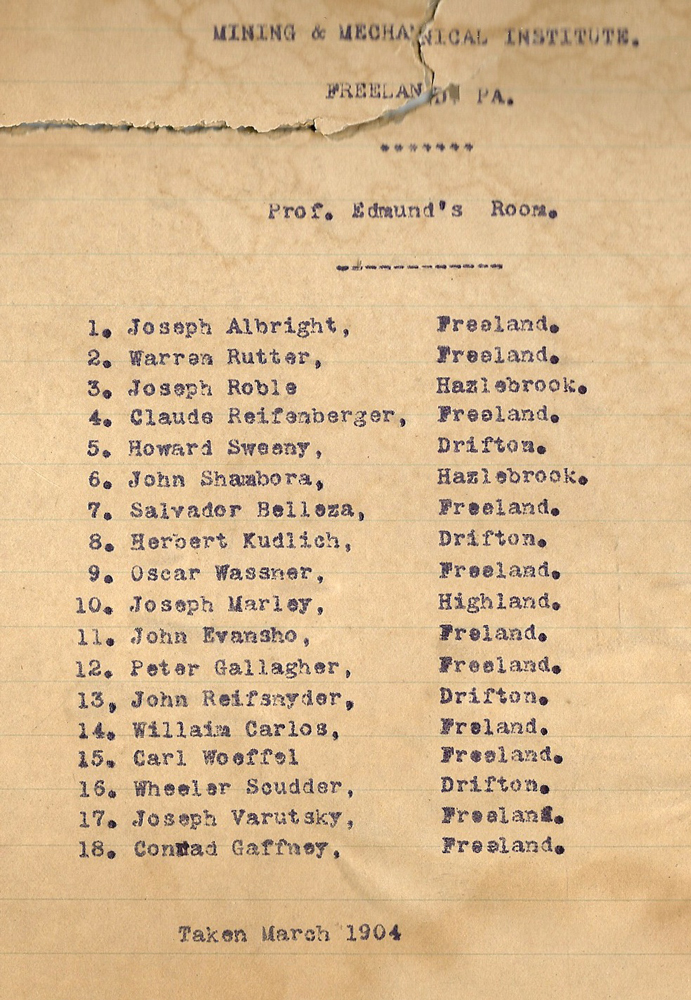 MINING & MECHANICAL INSTITUTE.
FREELAND PA.
*******
Prof. Edmund's Room.
------------
1. Joseph Albright, Freeland.
2. Warren Rutter, Freeland.
3. Joseph Roble Hazlebrook.
4. Claude Reifenberger, Freeland.
5. Howard Sweeny, Drifton.
6. John Shambora, Hazlebrook.
7. Salvador Belleza, Freeland.
8. Herbert Kudlich, Drifton.
9. Oscar Wassner, Freeland.
10. Joseph Marley, Highland.
11. John Evansho, Freland.
12. Peter Gallagher, Freeland.
13, John Reifsnyder, Drifton.
14. Willaim Carlos, Freland.
15. Carl Woeffel Freeland.
16. Wheeler Scudder, Drifton.
17. Joseph Varutsky, Freeland.
18. Conrad Gaffney, Freeland.
Taken March 1904